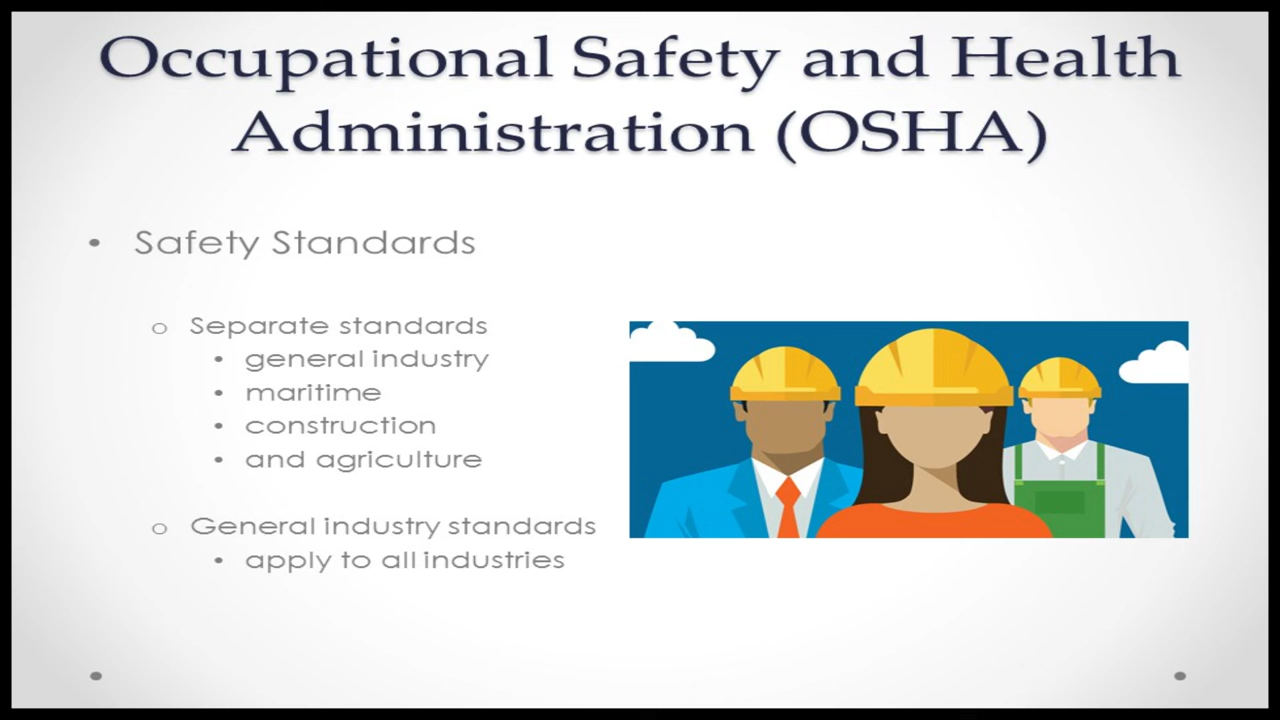 Occupational Safety and Health
Administration (OSHA)
• Safety Standards
o Separate standards
• general industry
• maritime
• construction
• and agriculture
o General industry standards
• apply to all industries